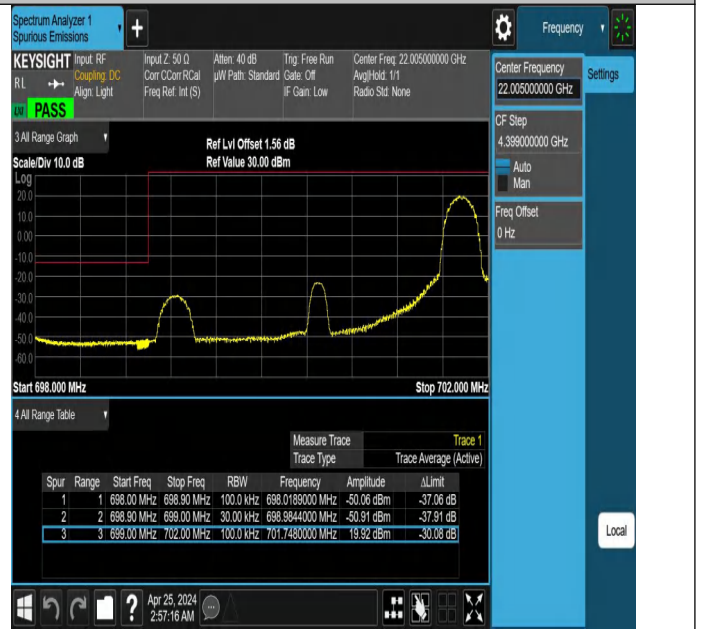 Spectrum Analyzer 1
Spurious Emissions
Frequency
KEYSIGHT Input: RF Input Z: 50 Ω Atten: 40 dB Trig: Free Run Center Freq: 22.005000000 GHz
RL Coupling: DC Corr CCorr RCal µW Path: Standard Gate: Off Avg|Hold: 1/1
Align: Light Freq Ref: Int (S) IF Gain: Low Radio Std: None
LXI PASS
Center Frequency
22.005000000 GHz
Settings
CF Step
4.399000000 GHz
Auto
Man
Freq Offset
0 Hz
3 All Range Graph
Ref Lvl Offset 1.56 dB
Scale/Div 10.0 dB Ref Value 30.00 dBm
Log
20.0
10.0
0.00
-10.0
-20.0
-30.0
-40.0
-50.0
-60.0
Start 698.000 MHz Stop 702.000 MHz
4 All Range Table
Measure Trace Trace 1
Trace Type Trace Average (Active)
Spur Range Start Freq Stop Freq RBW Frequency Amplitude ΔLimit
1 1 698.00 MHz 698.90 MHz 100.0 kHz 698.0189000 MHz -50.06 dBm -37.06 dB
2 2 698.90 MHz 699.00 MHz 30.00 kHz 698.9844000 MHz -50.91 dBm -37.91 dB
3 3 699.00 MHz 702.00 MHz 100.0 kHz 701.7480000 MHz 19.92 dBm -30.08 dB
Local
? Apr 25, 2024
2:57:16 AM